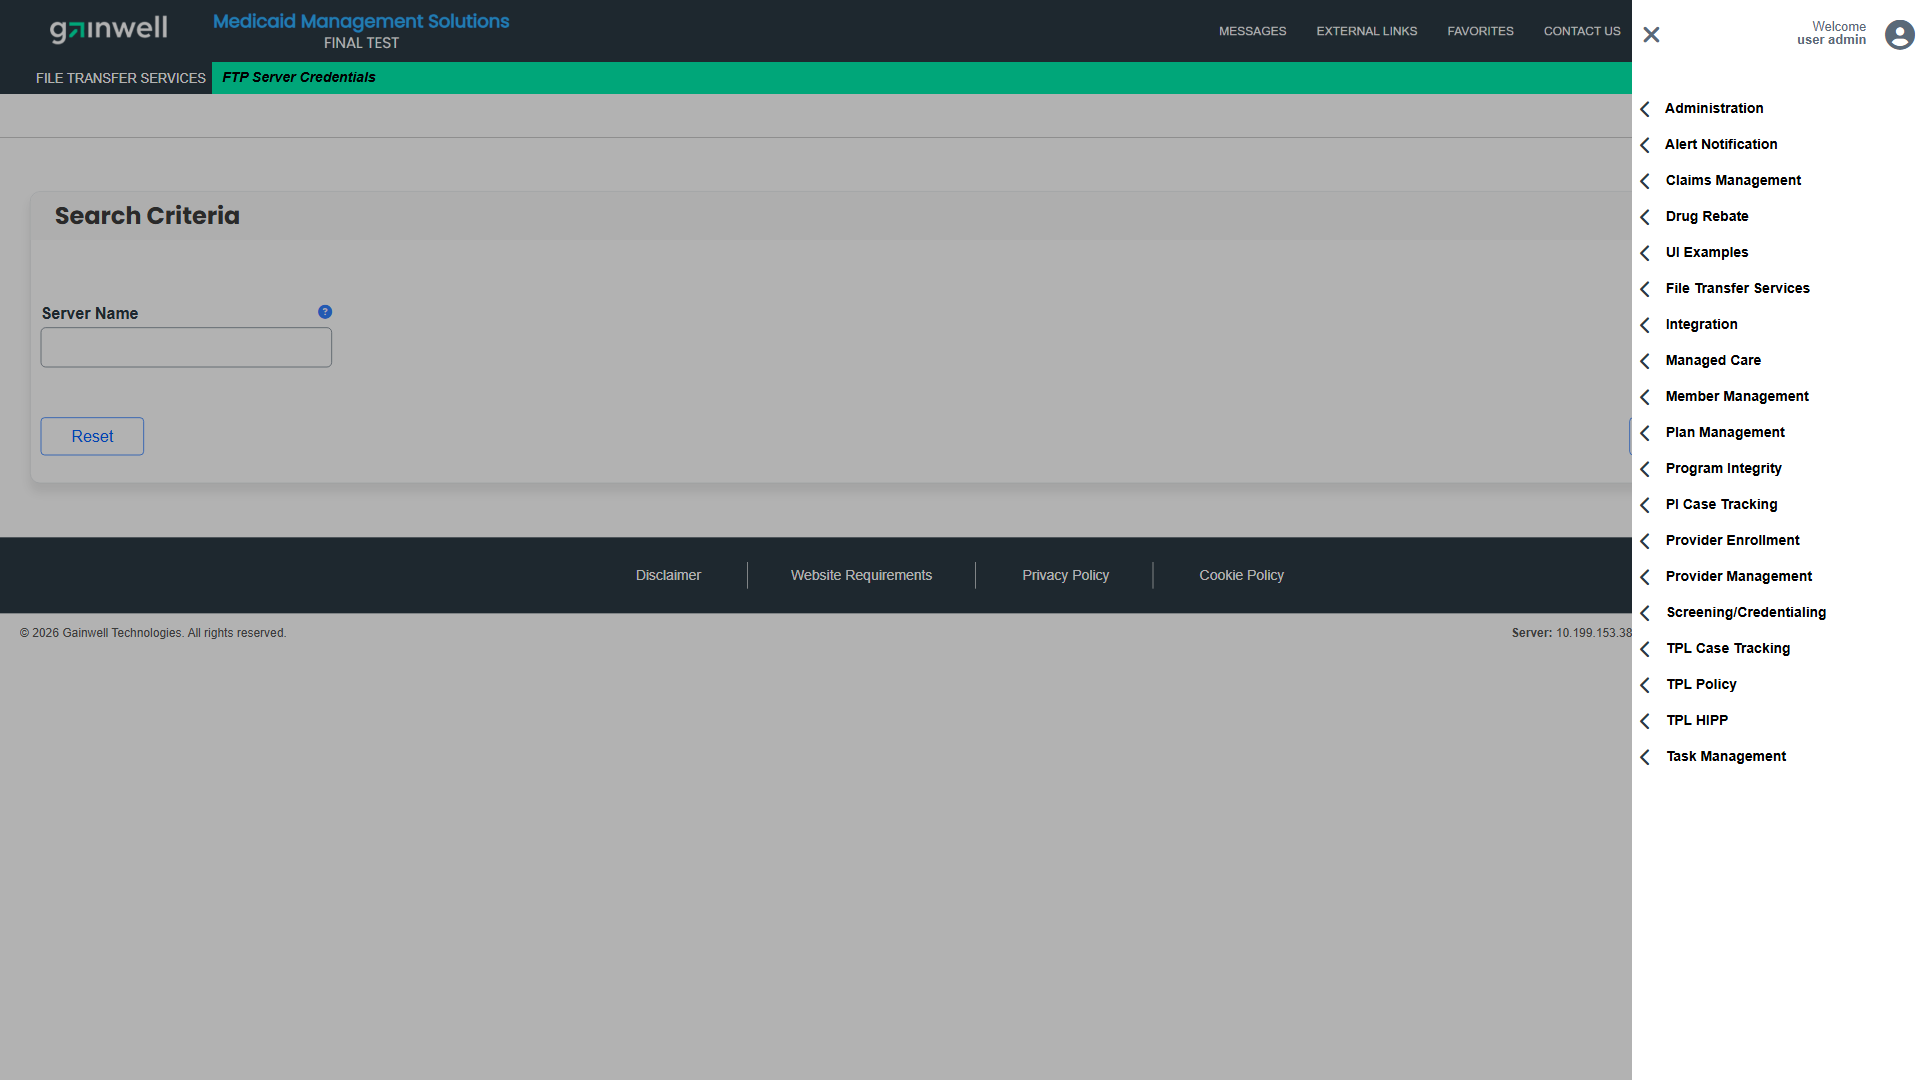 gainwell
Medicaid Management Solutions
FINAL TEST
MESSAGES
EXTERNAL LINKS
FAVORITES
CONTACT US
Welcome
user admin
FILE TRANSFER SERVICES
FTP Server Credentials
Search Criteria
Server Name
?
Reset
Disclaimer
Website Requirements
Privacy Policy
Cookie Policy
© 2026 Gainwell Technologies. All rights reserved.
Server: 10.199.153.38
Administration
Alert Notification
Claims Management
Drug Rebate
UI Examples
File Transfer Services
Integration
Managed Care
Member Management
Plan Management
Program Integrity
PI Case Tracking
Provider Enrollment
Provider Management
Screening/Credentialing
TPL Case Tracking
TPL Policy
TPL HIPP
Task Management